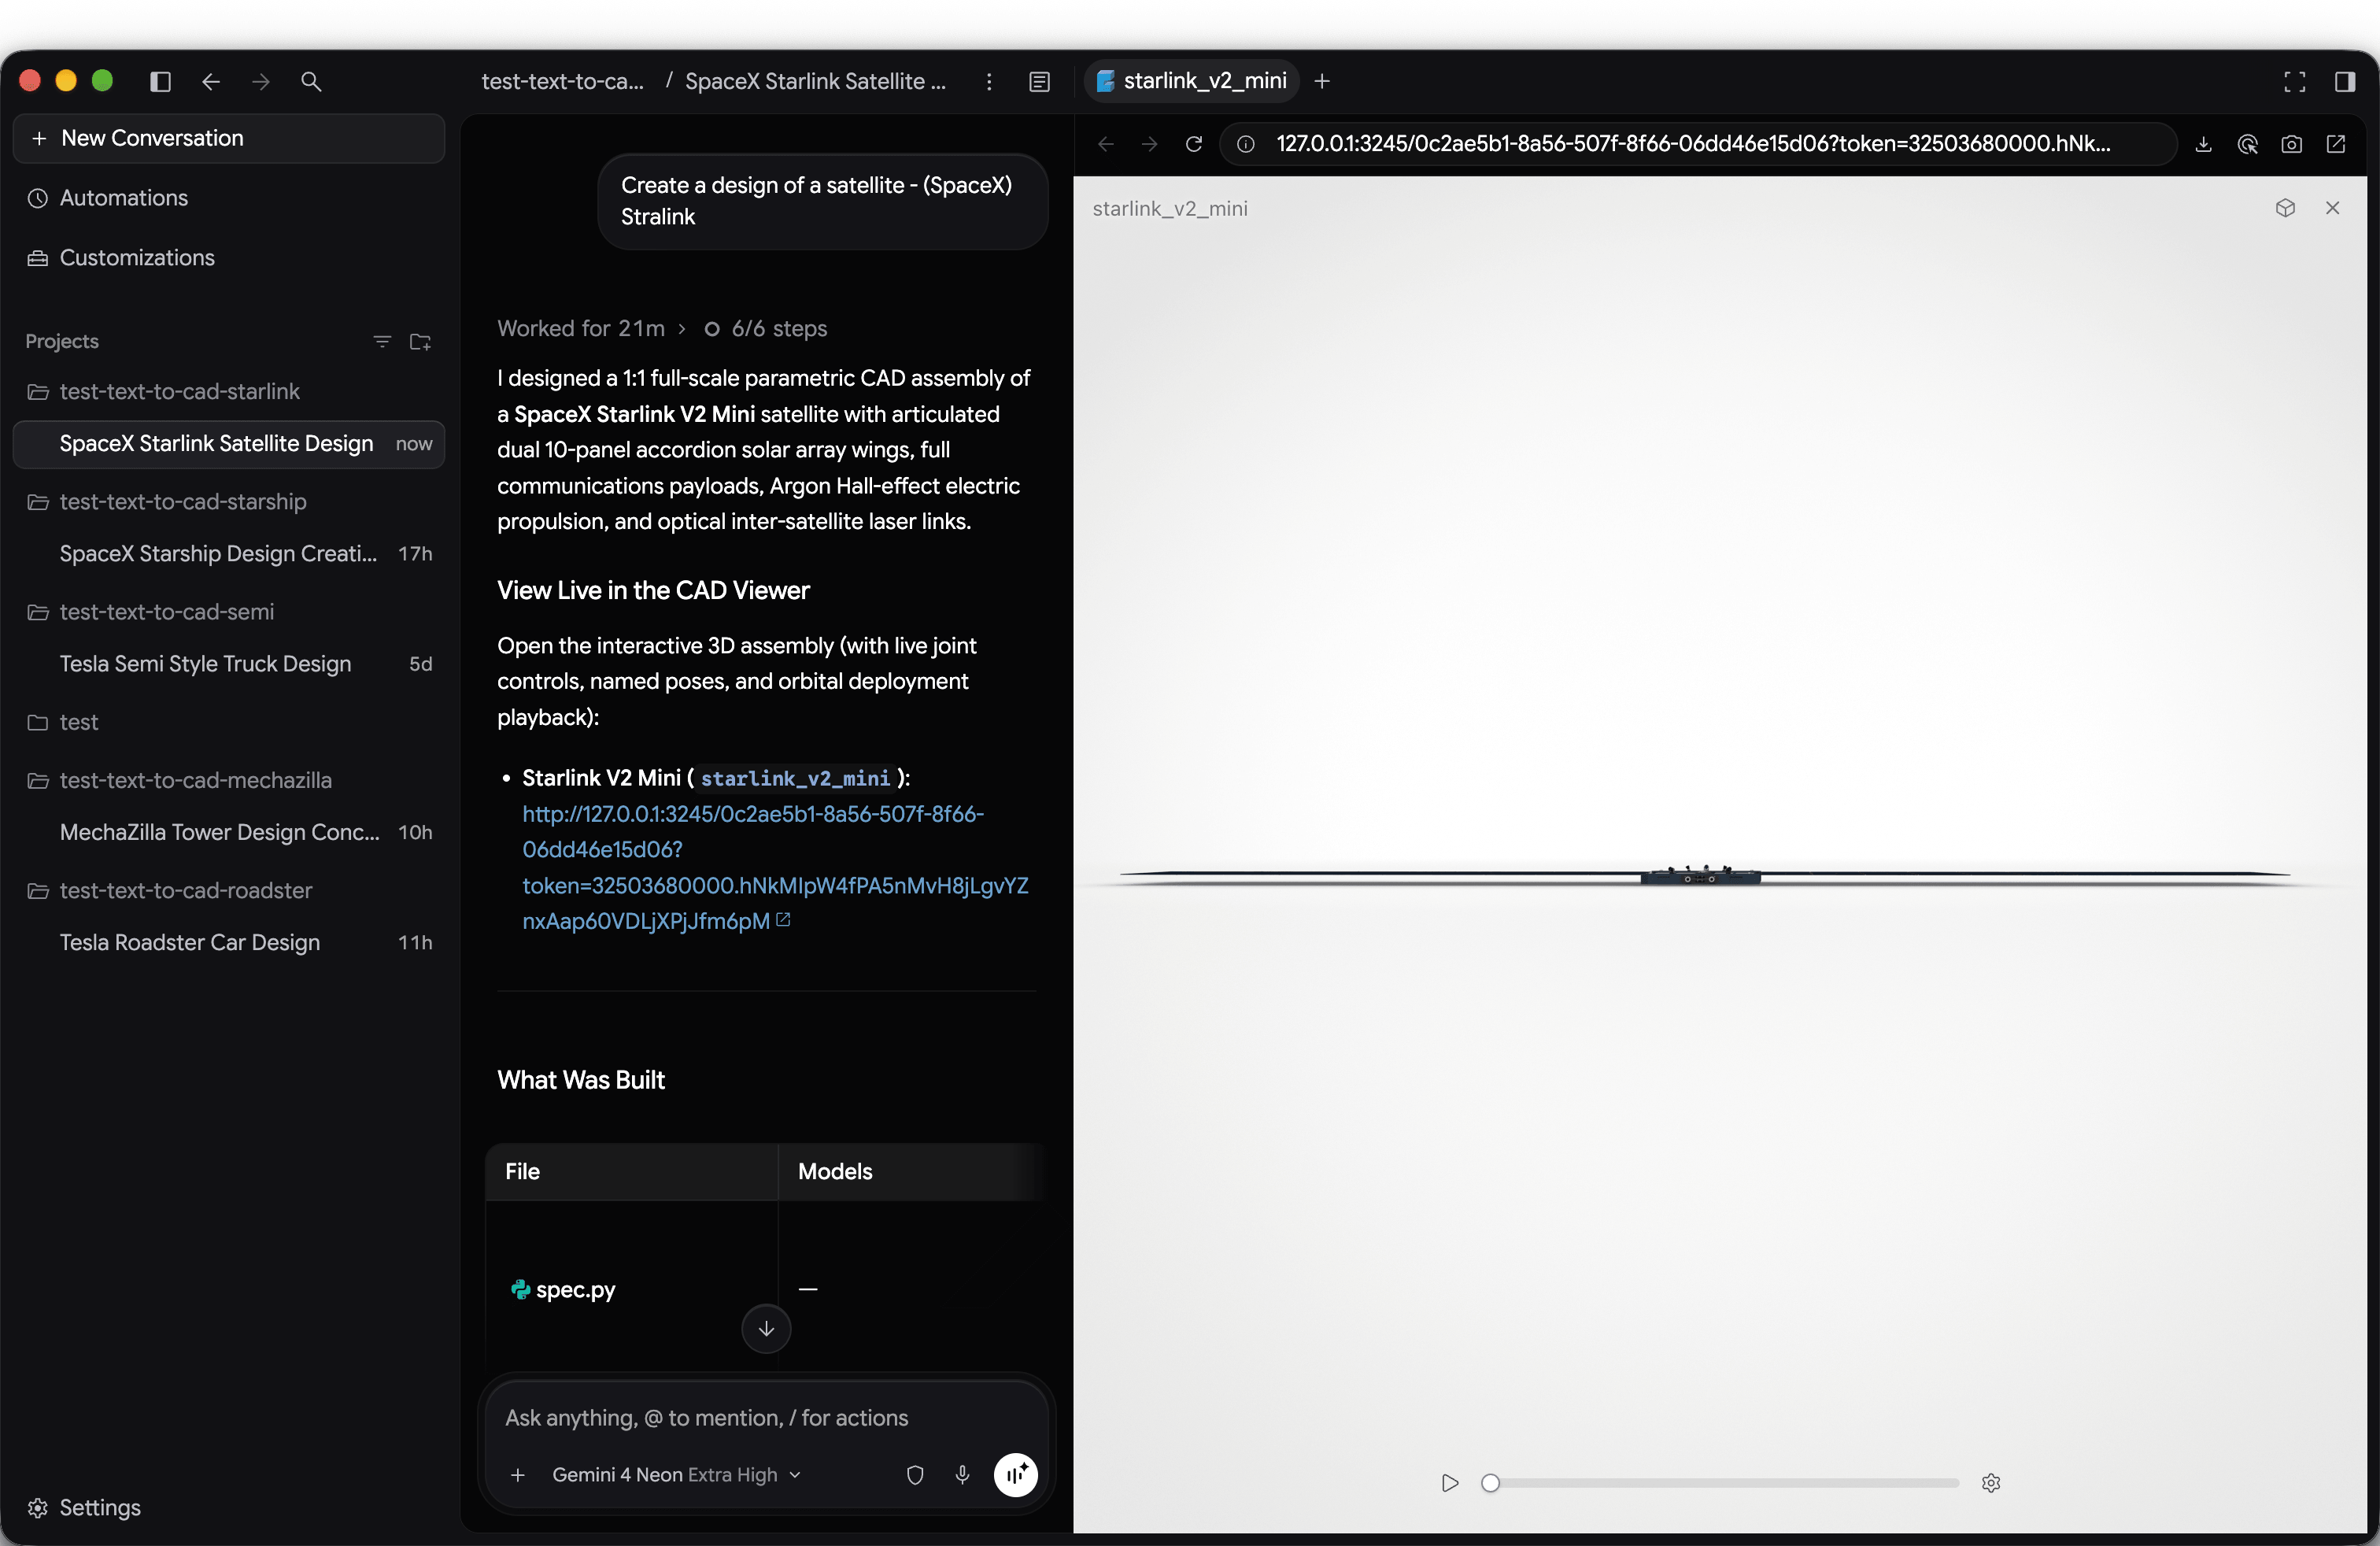 test-text-to-ca... / SpaceX Starlink Satellite ...
starlink_v2_mini
New Conversation
Automations
Customizations
Projects
test-text-to-cad-starlink
SpaceX Starlink Satellite Design now
test-text-to-cad-starship
SpaceX Starship Design Creati... 17h
test-text-to-cad-semi
Tesla Semi Style Truck Design 5d
test
test-text-to-cad-mechazilla
MechaZilla Tower Design Conc... 10h
test-text-to-cad-roadster
Tesla Roadster Car Design 11h
Settings
Create a design of a satellite - (SpaceX)
Stralink
Worked for 21m > 6/6 steps
I designed a 1:1 full-scale parametric CAD assembly of
a SpaceX Starlink V2 Mini satellite with articulated
dual 10-panel accordion solar array wings, full
communications payloads, Argon Hall-effect electric
propulsion, and optical inter-satellite laser links.
View Live in the CAD Viewer
Open the interactive 3D assembly (with live joint
controls, named poses, and orbital deployment
playback):
• Starlink V2 Mini ( starlink_v2_mini ):
http://127.0.0.1:3245/0c2ae5b1-8a56-507f-8f66-
06dd46e15d06?
token=32503680000.hNkMIpW4fPA5nMvH8jLgvYZ
nxAap60VDLjXPjJfm6pM
What Was Built
File Models
spec.py —
Ask anything, @ to mention, / for actions
Gemini 4 Neon Extra High
127.0.0.1:3245/0c2ae5b1-8a56-507f-8f66-06dd46e15d06?token=32503680000.hNk...
starlink_v2_mini